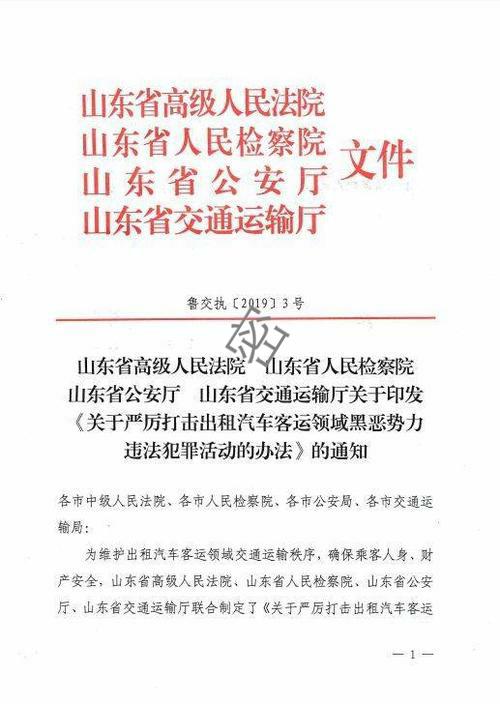 山东省高级人民法院
山东省人民检察院
山东省公安厅
山东省交通运输厅
文件
鲁交执〔2019〕3号
山东省高级人民法院 山东省人民检察院
山东省公安厅 山东省交通运输厅关于印发
《关于严厉打击出租汽车客运领域黑恶势力
违法犯罪活动的办法》的通知
各市中级人民法院、各市人民检察院、各市公安局、各市交通运
输局：
为维护出租汽车客运领域交通运输秩序，确保乘客人身、财
产安全，山东省高级人民法院、山东省人民检察院、山东省公安
厅、山东省交通运输厅联合制定了《关于严厉打击出租汽车客运
— 1 —